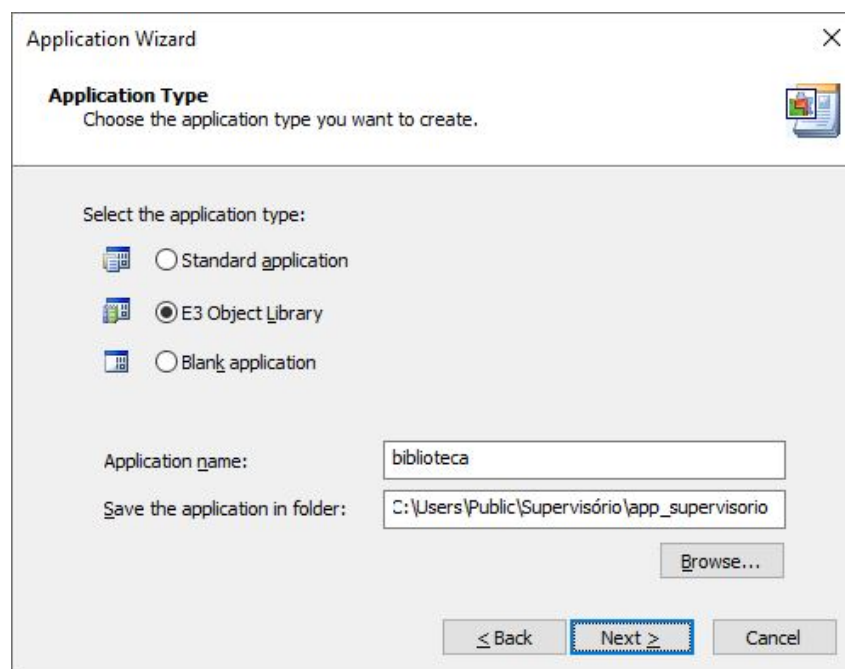 Application Wizard
Application Type
Choose the application type you want to create.
Select the application type:
Standard application
E3 Object Library
Blank application
Application name:
biblioteca
Save the application in folder:
C:\Users\Public\Supervisório\app_supervisorio
Browse...
< Back
Next >
Cancel